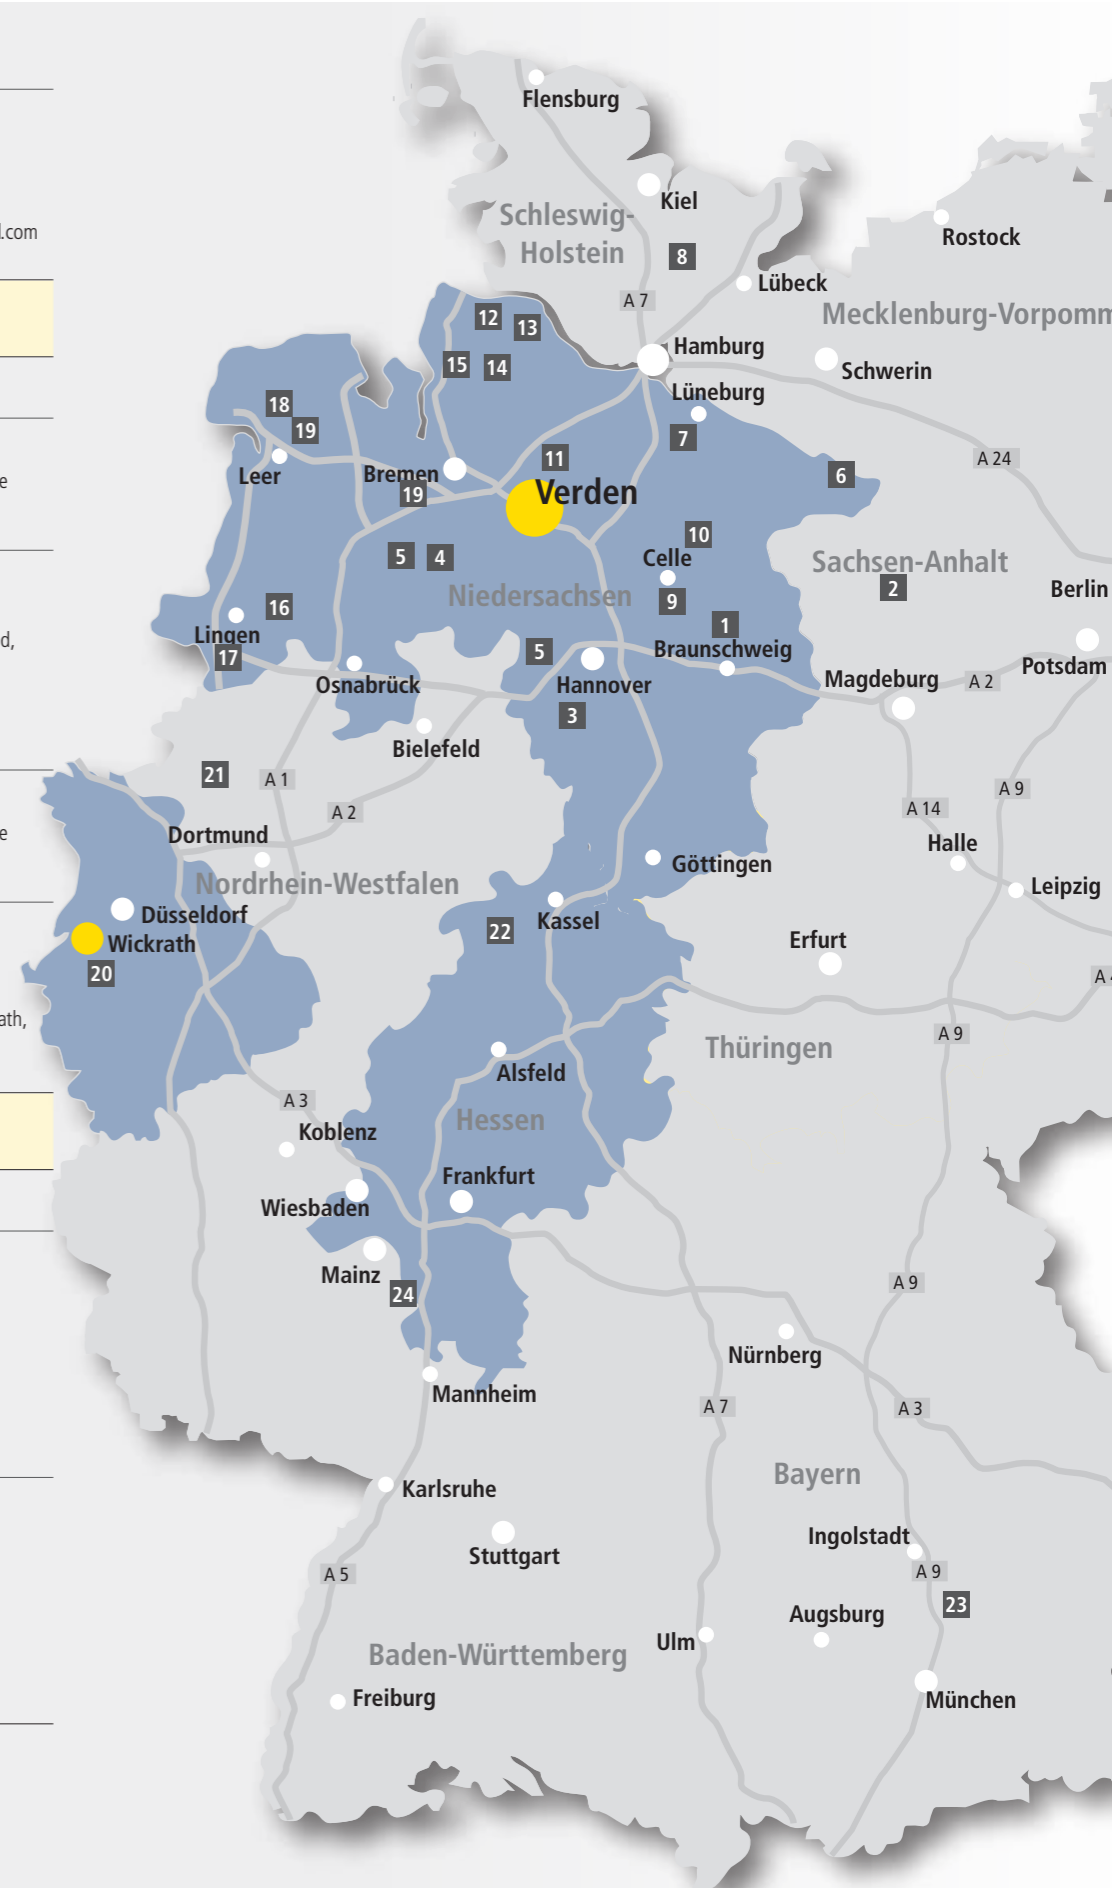 Flensburg
Kiel
Schleswig-
Holstein
l.com
Rostock
8
Lübeck
A 7
Mecklenburg-Vorpomm
12
13
Hamburg
15
14
Schwerin
Lüneburg
18
19
7
A 24
11
Bremen
Leer
6
e
19
Verden
10
5
4
Celle
Sachsen-Anhalt
2
Berlin
Niedersachsen
9
16
1
Lingen
d,
17
5
Braunschweig
Potsdam
Osnabrück
Hannover
Magdeburg
A 2
3
Bielefeld
21
A 1
A 9
A 2
A 14
e
Dortmund
Halle
Göttingen
Nordrhein-Westfalen
Leipzig
Düsseldorf
Kassel
22
Wickrath
Erfurt
20
A 4
ath,
A 9
Thüringen
Alsfeld
A 3
Hessen
Koblenz
Frankfurt
Wiesbaden
Mainz
A 9
24
Nürnberg
Mannheim
A 7
A 3
Bayern
Karlsruhe
Ingolstadt
Stuttgart
A 5
A 9
23
Augsburg
Ulm
Baden-Württemberg
Freiburg
München